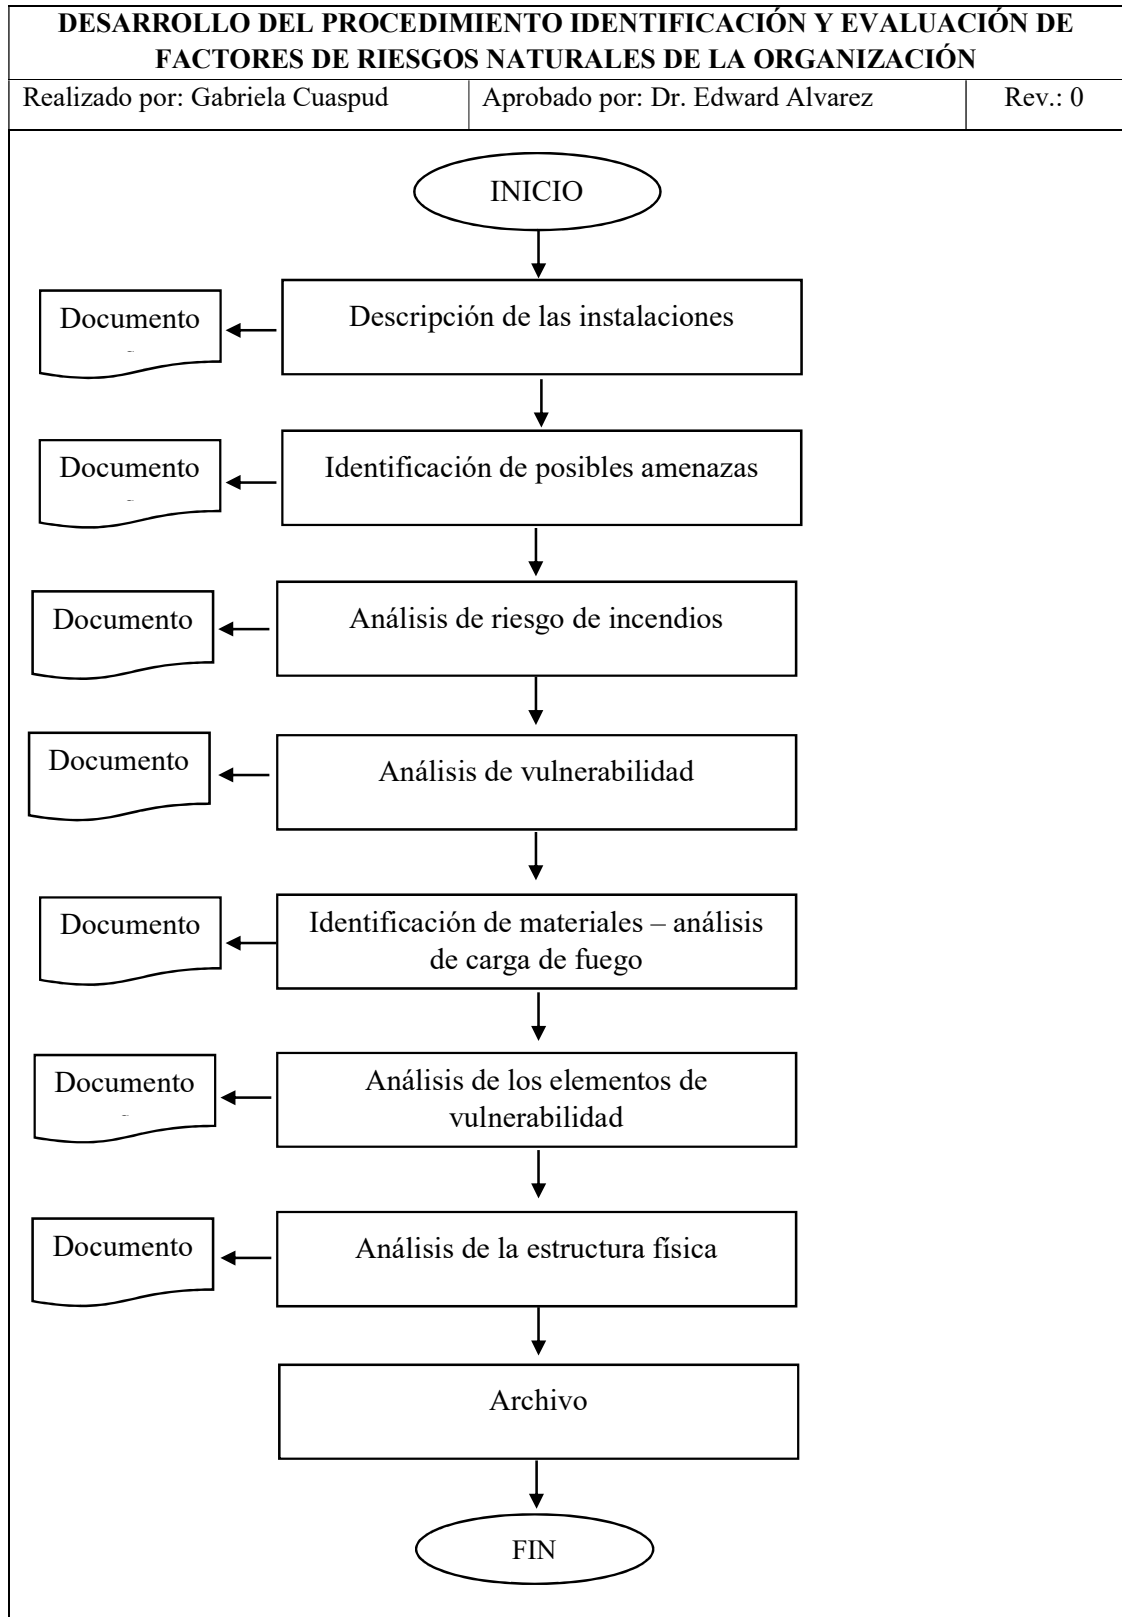 DESARROLLO DEL PROCEDIMIENTO IDENTIFICACIÓN Y EVALUACIÓN DE
FACTORES DE RIESGOS NATURALES DE LA ORGANIZACIÓN
Realizado por: Gabriela Cuaspud
Aprobado por: Dr. Edward Alvarez
Rev.: 0
INICIO
Documento
Descripción de las instalaciones
Documento
Identificación de posibles amenazas
Documento
Análisis de riesgo de incendios
Documento
Análisis de vulnerabilidad
Documento
Identificación de materiales – análisis
de carga de fuego
Documento
Análisis de los elementos de
vulnerabilidad
Documento
Análisis de la estructura física
Archivo
FIN